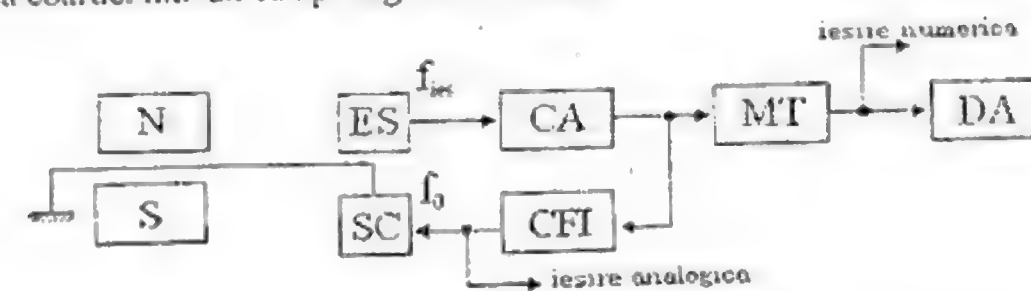 iesire numerica
f_ies
N
ES
CA
MT
DA
S
f_0
SC
CFI
iesire analogica